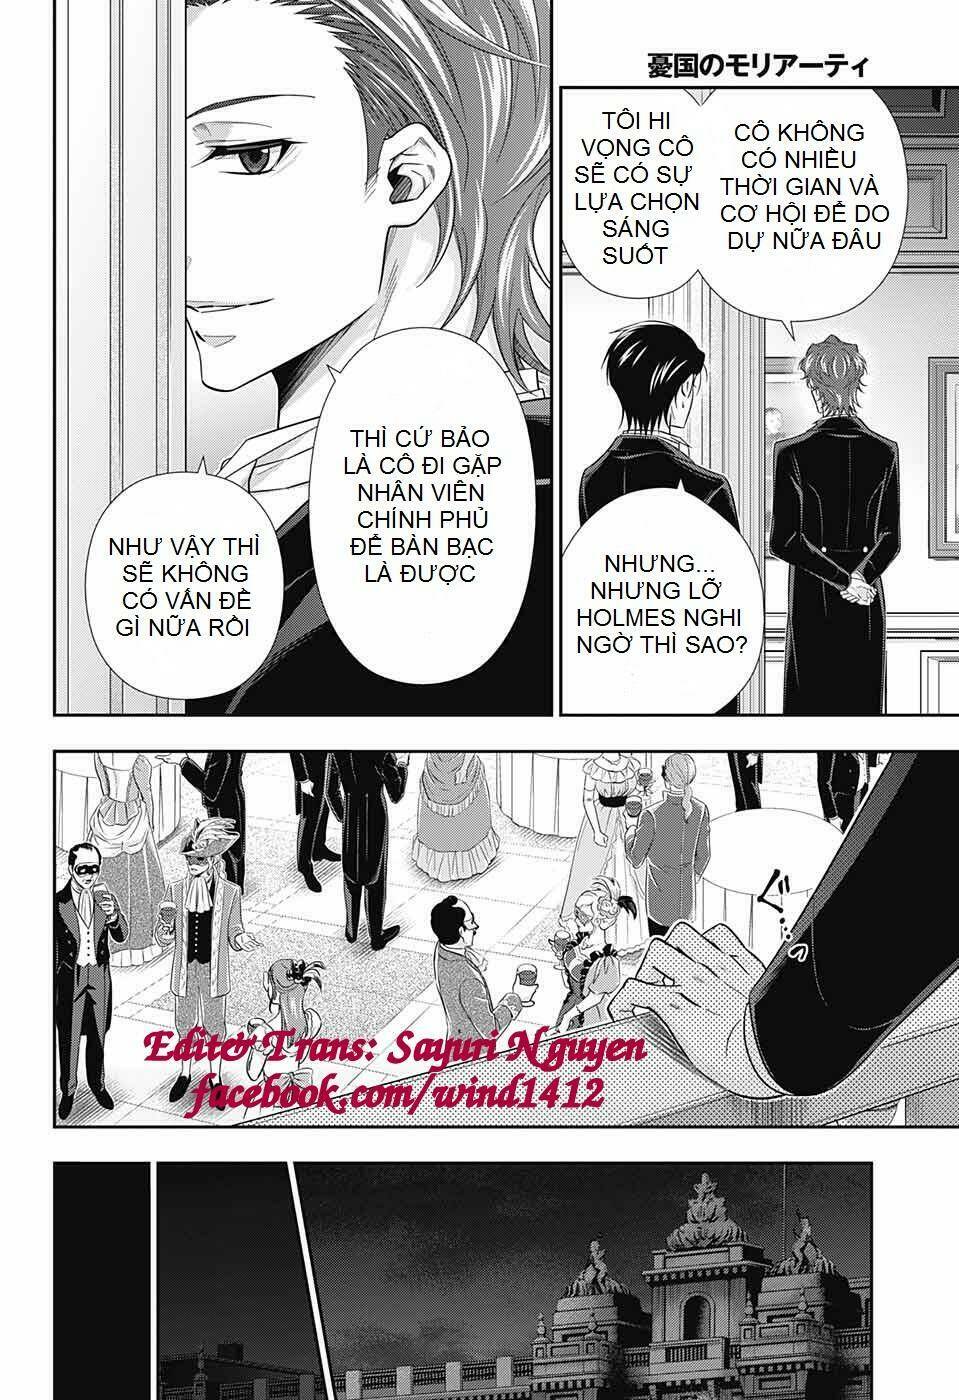 憂国のモリアーティ
CÔ KHÔNG
CÓ NHIỀU
THỜI GIAN VÀ
CƠ HỘI ĐỂ DO
DỰ NỮA ĐÂU
TÔI HI
VỌNG CÔ
SẼ CÓ SỰ
LỰA CHỌN
SÁNG
SUỐT
NHƯNG...
NHƯNG LỠ
HOLMES NGHI
NGỜ THÌ SAO?
THÌ CỨ BẢO
LÀ CÔ ĐI GẶP
NHÂN VIÊN
CHÍNH PHỦ
ĐỂ BÀN BẠC
LÀ ĐƯỢC
NHƯ VẬY THÌ
SẼ KHÔNG
CÓ VẤN ĐỀ
GÌ NỮA RỒI
Edit& Trans: Sayuri Nguyen
facebook.com/wind1412